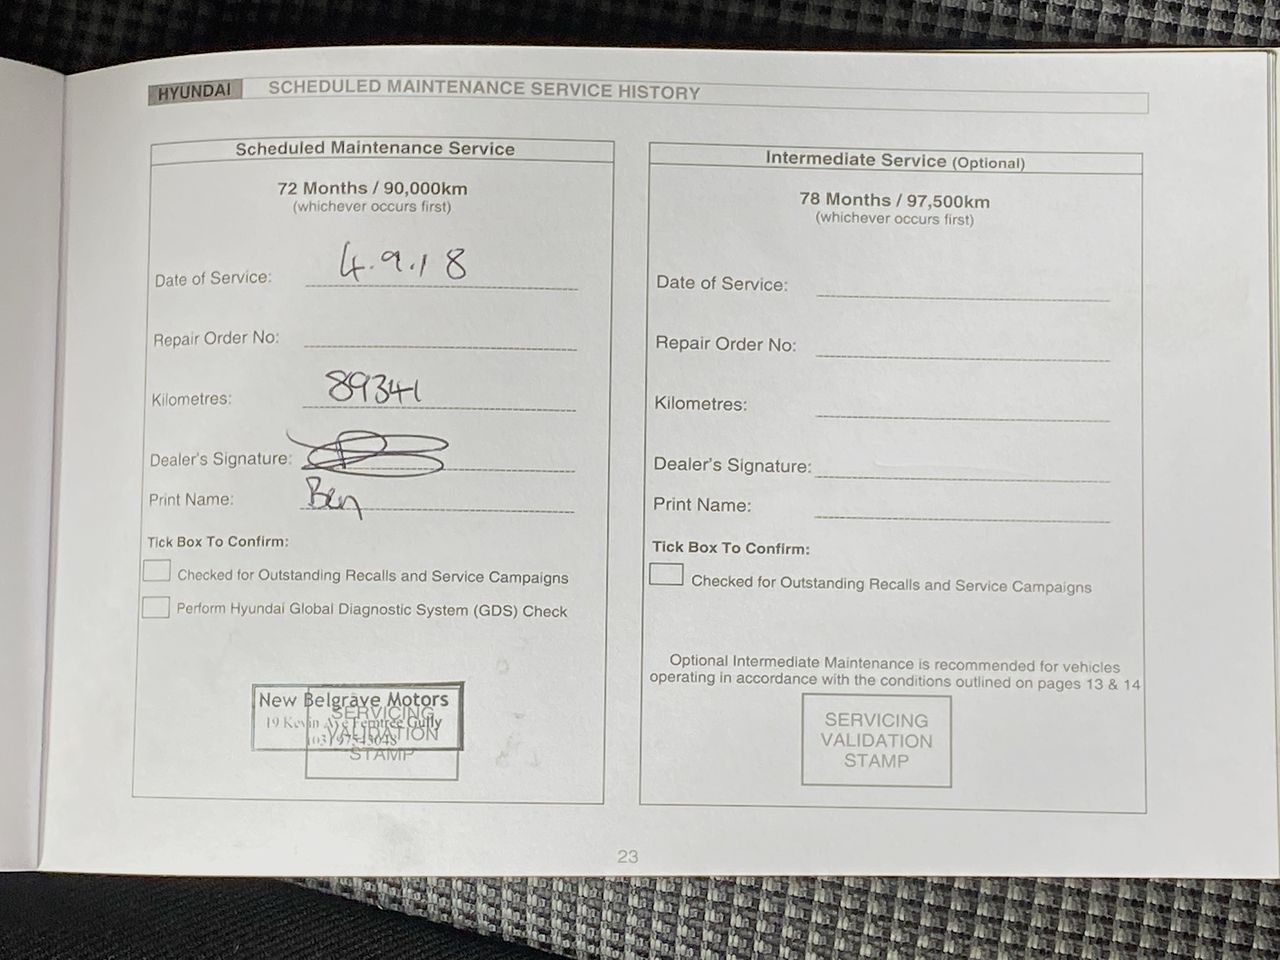 HYUNDAI SCHEDULED MAINTENANCE SERVICE HISTORY
Scheduled Maintenance Service
72 Months / 90,000km
(whichever occurs first)
Date of Service: 4.9.18
Repair Order No:
Kilometres: 89341
Dealer's Signature:
Print Name: Ben
Tick Box To Confirm:
Checked for Outstanding Recalls and Service Campaigns
Perform Hyundai Global Diagnostic System (GDS) Check
New Belgrave Motors
19 Kevin Ave Ferntree Gully
SERVICING
VALIDATION
STAMP
Intermediate Service (Optional)
78 Months / 97,500km
(whichever occurs first)
Date of Service:
Repair Order No:
Kilometres:
Dealer's Signature:
Print Name:
Tick Box To Confirm:
Checked for Outstanding Recalls and Service Campaigns
Optional Intermediate Maintenance is recommended for vehicles
operating in accordance with the conditions outlined on pages 13 & 14
SERVICING
VALIDATION
STAMP
23